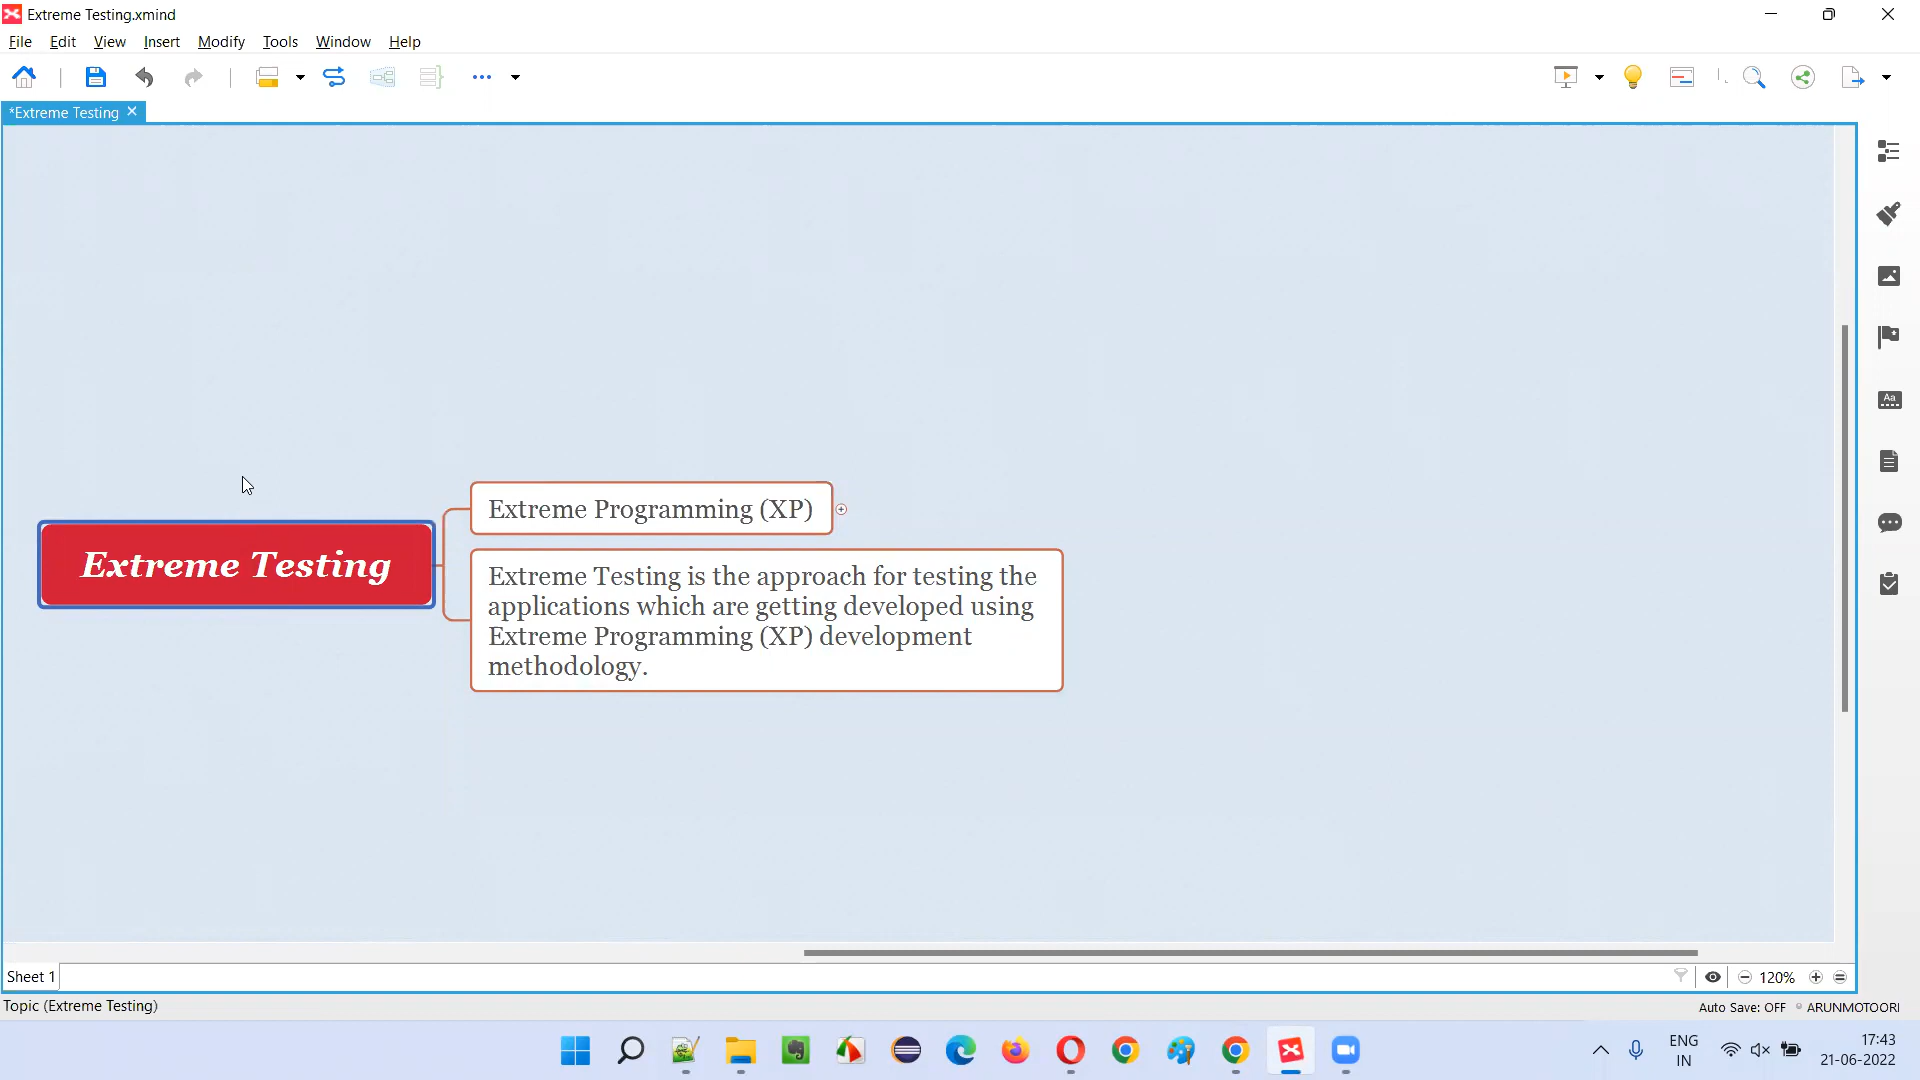 Extreme Testing.xmind
File Edit View Insert Modify Tools Window Help
*Extreme Testing
Extreme Programming (XP)
Extreme Testing
Extreme Testing is the approach for testing the
applications which are getting developed using
Extreme Programming (XP) development
methodology.
Aa
Sheet 1
120%
Topic (Extreme Testing)
Auto Save: OFF ARUNMOTOORI
ENG
IN
17:43
21-06-2022